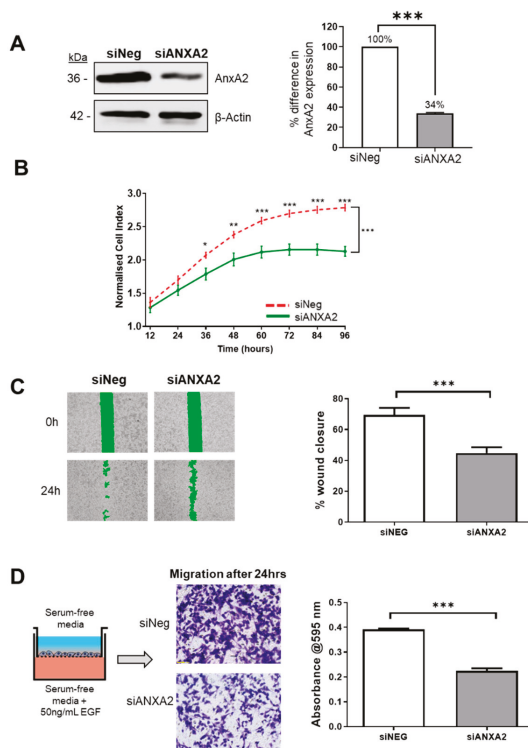 A
kDa
siNeg siANXA2
36 - AnxA2
42 - β-Actin
% difference in
AnxA2 expression
120
100
80
60
40
20
0
100%
***
34%
siNeg siANXA2
B
Normalised Cell Index
3.0
2.5
2.0
1.5
1.0
* ** *** *** *** ***
***
siNeg
siANXA2
12 24 36 48 60 72 84 96
Time (hours)
C
siNeg siANXA2
0h
24h
% wound closure
80
60
40
20
0
***
siNEG siANXA2
D
Serum-free
media
Serum-free media +
50ng/mL EGF
Migration after 24hrs
siNeg
siANXA2
Absorbance @595 nm
0.5
0.4
0.3
0.2
0.1
0.0
***
siNEG siANXA2